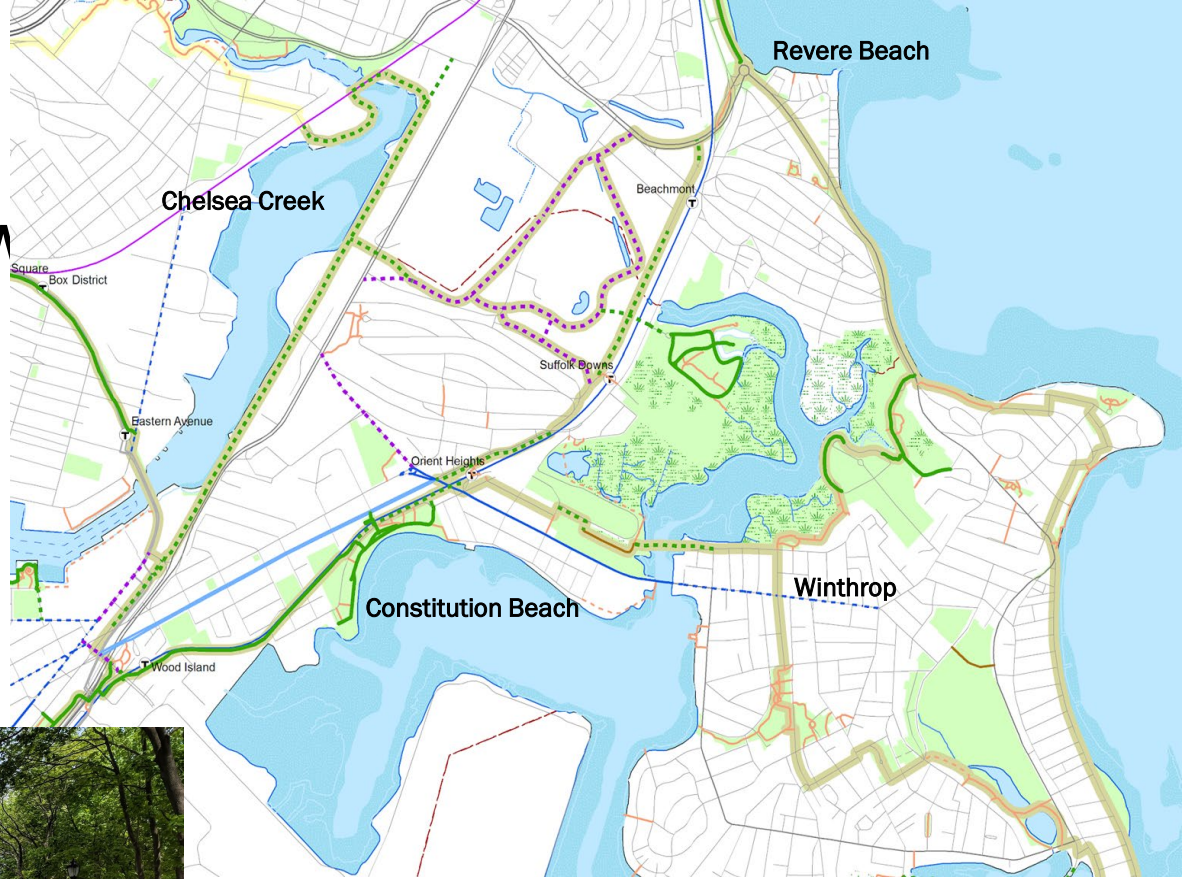 Revere Beach
Beachmont
T
Chelsea Creek
Square
Box District
Suffolk Downs
T
Eastern Avenue
T
Orient Heights
T
Winthrop
Constitution Beach
T Wood Island